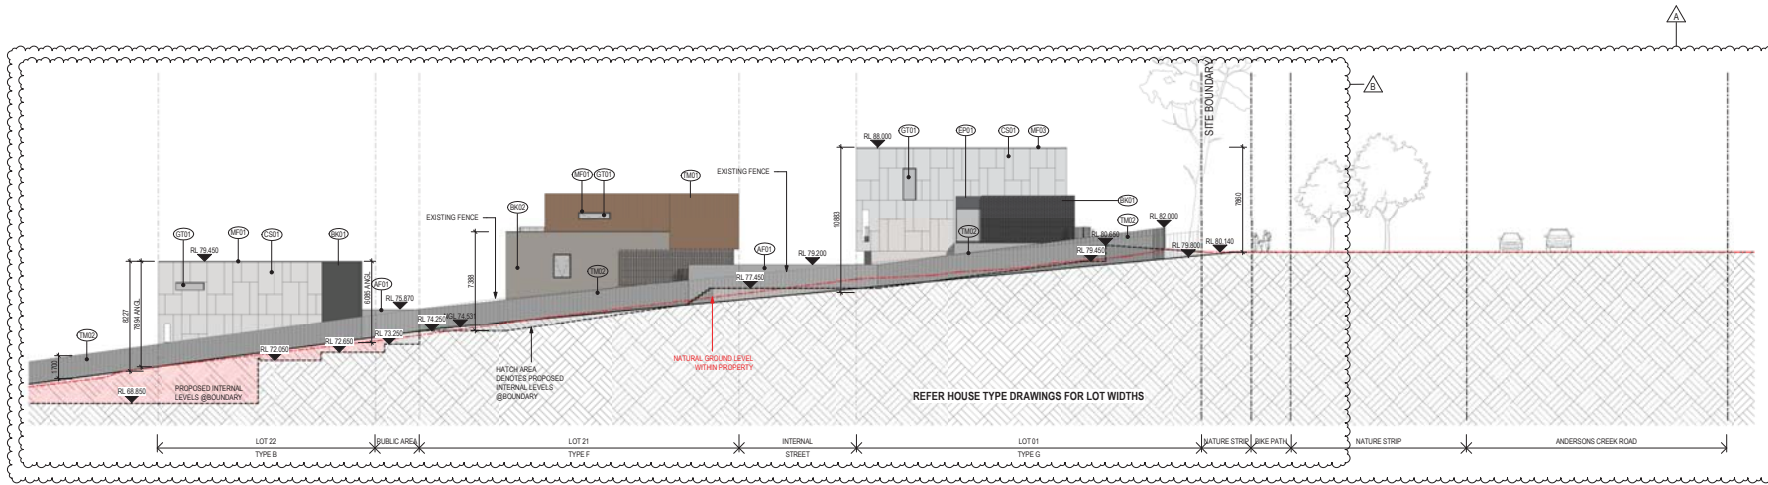 A
B
SITE BOUNDARY
RL 88.000
GT01
EP01
CS01
MF03
EXISTING FENCE
MF01
GT01
TM01
10883
7860
BK01
BK02
TM02
RL 82.000
EXISTING FENCE
GT01
MF01
CS01
BK01
TM02
RL 80.650
RL 80.140
RL 79.450
AF01
RL 79.200
RL 79.450
RL 79.800
7388
TM02
RL 77.450
6085 ANGL
AF01
RL 75.870
8227
7894 ANGL
RL 74.250
NGL 74.531
TM02
RL 73.250
RL 72.650
RL 72.050
1700
NATURAL GROUND LEVEL
WITHIN PROPERTY
HATCH AREA
DENOTES PROPOSED
INTERNAL LEVELS
@BOUNDARY
RL 68.850
PROPOSED INTERNAL
LEVELS @BOUNDARY
REFER HOUSE TYPE DRAWINGS FOR LOT WIDTHS
LOT 22
PUBLIC AREA
LOT 21
INTERNAL
LOT 01
NATURE STRIP
BIKE PATH
NATURE STRIP
ANDERSONS CREEK ROAD
TYPE B
TYPE F
STREET
TYPE G